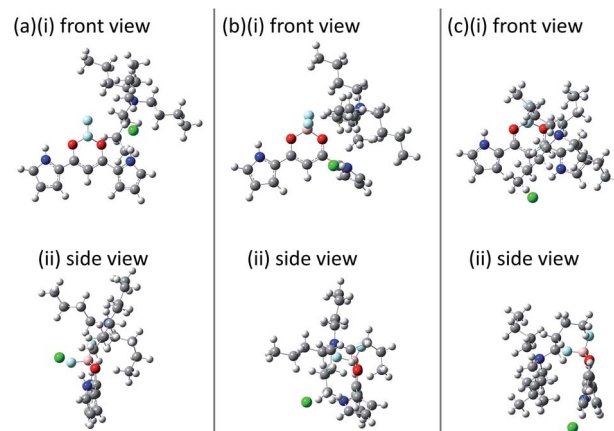 (a)(i) front view
(b)(i) front view
(c)(i) front view
(ii) side view
(ii) side view
(ii) side view